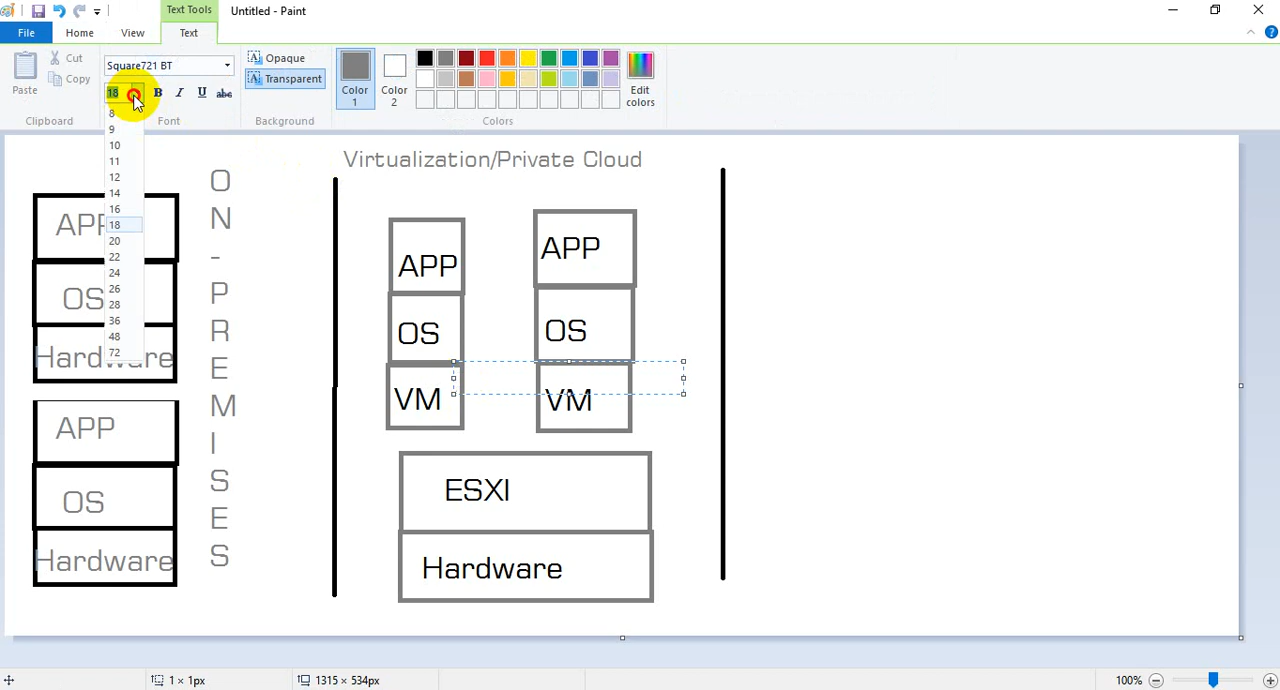 Text Tools
Untitled - Paint
File
Home
View
Text
Paste
Cut
Copy
Clipboard
Square721 BT
18
B I U abc
Font
Opaque
Transparent
Background
Color 1
Color 2
Edit colors
Colors
8
9
10
11
12
14
16
18
20
22
24
26
28
36
48
72
OS
Hardware
APP
OS
Hardware
O
N
-
P
R
E
M
I
S
E
S
Virtualization/Private Cloud
APP
OS
VM
APP
OS
VM
ESXI
Hardware
1 × 1px
1315 × 534px
100%